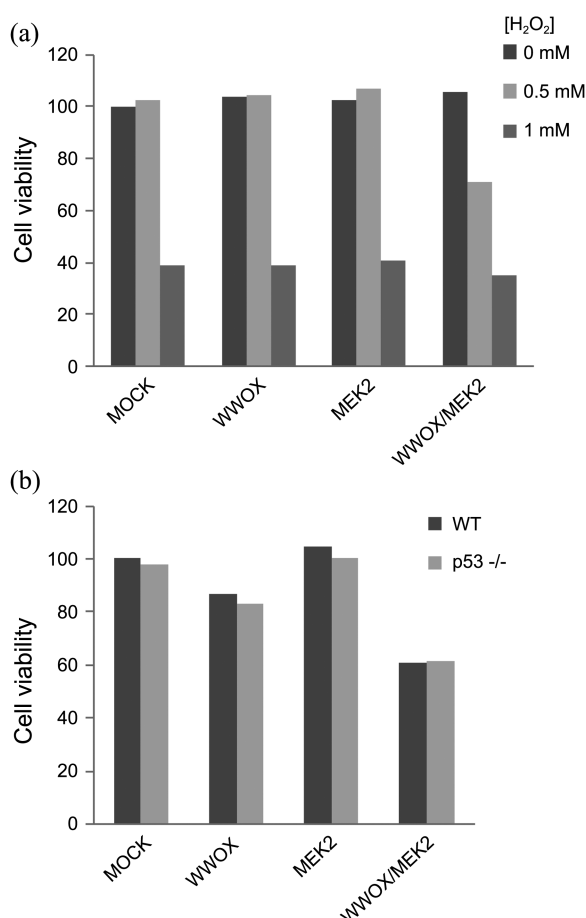 (a)
[H₂O₂]
0 mM
0.5 mM
1 mM
Cell viability
120
100
80
60
40
20
0
MOCK
WWOX
MEK2
WWOX/MEK2
(b)
WT
p53 -/-
Cell viability
120
100
80
60
40
20
0
MOCK
WWOX
MEK2
WWOX/MEK2